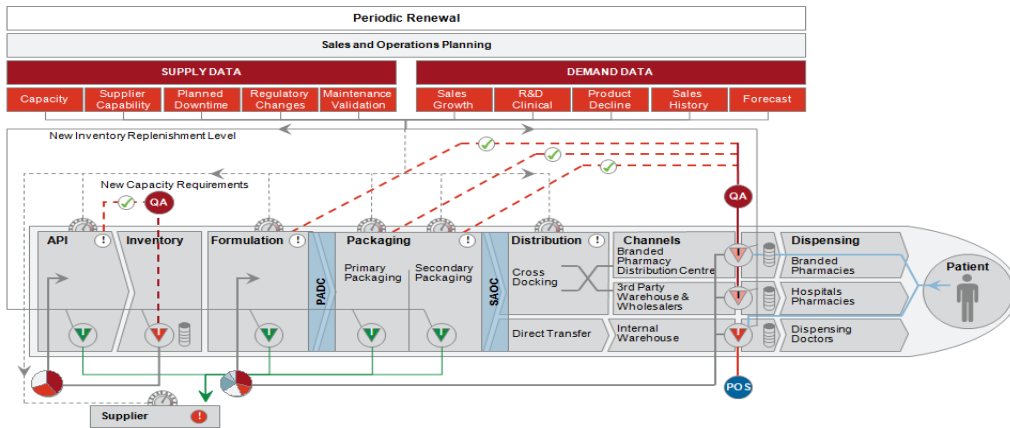 Periodic Renewal
Sales and Operations Planning
SUPPLY DATA
DEMAND DATA
Capacity
Supplier
Capability
Planned
Downtime
Regulatory
Changes
Maintenance
Validation
Sales
Growth
R&D
Clinical
Product
Decline
Sales
History
Forecast
New Inventory Replenishment Level
New Capacity Requirements
QA
QA
API
!
Inventory
Formulation
!
PADC
Packaging
!
!
Primary
Packaging
Secondary
Packaging
SAOC
Distribution
!
Cross
Docking
Direct Transfer
Channels
Branded
Pharmacy
Distribution Centre
3rd Party
Warehouse &
Wholesalers
Internal
Warehouse
Dispensing
Branded
Pharmacies
Hospitals
Pharmacies
Dispensing
Doctors
Patient
POS
Supplier
!